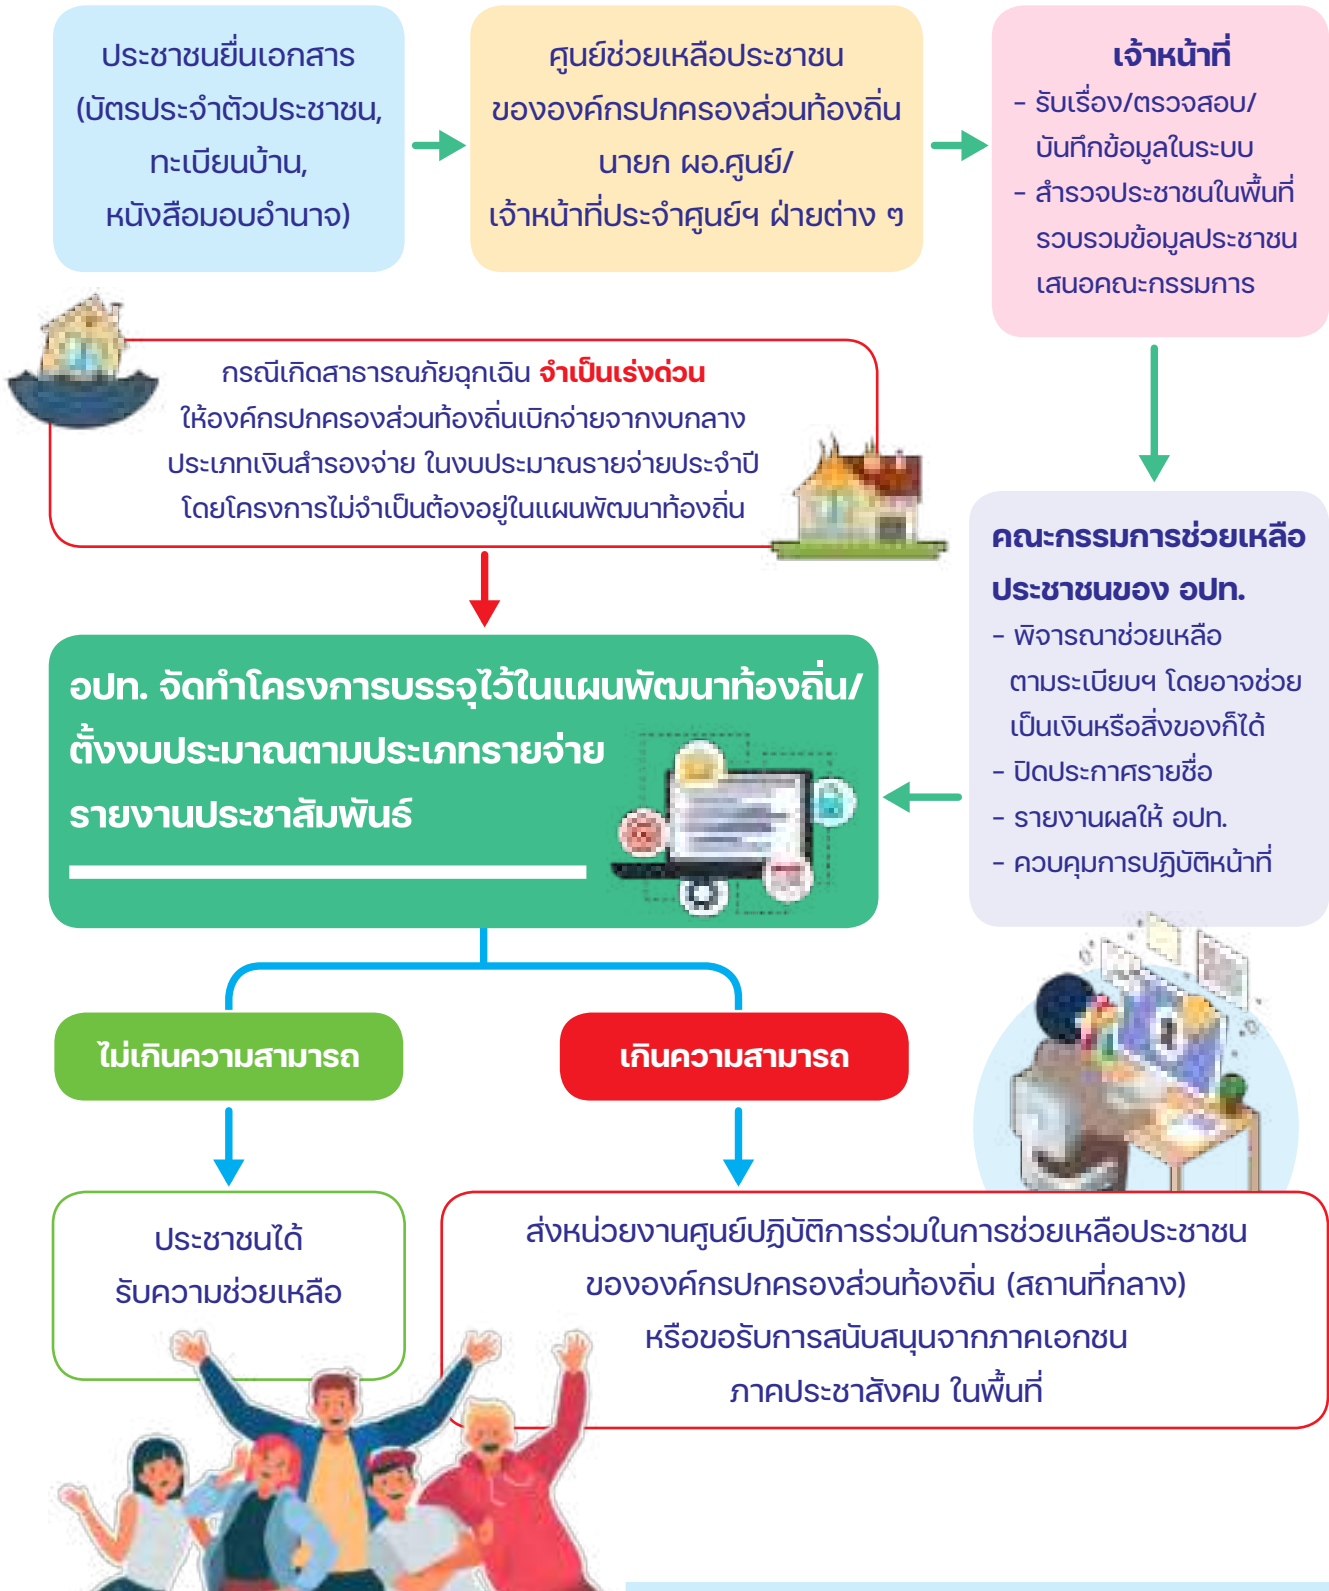 ประชาชนยื่นเอกสาร
(บัตรประจำตัวประชาชน,
ทะเบียนบ้าน,
หนังสือมอบอำนาจ)
ศูนย์ช่วยเหลือประชาชน
ขององค์กรปกครองส่วนท้องถิ่น
นายก ผอ.ศูนย์/
เจ้าหน้าที่ประจำศูนย์ฯ ฝ่ายต่าง ๆ
เจ้าหน้าที่
- รับเรื่อง/ตรวจสอบ/
บันทึกข้อมูลในระบบ
- สำรวจประชาชนในพื้นที่
รวบรวมข้อมูลประชาชน
เสนอคณะกรรมการ
กรณีเกิดสาธารณภัยฉุกเฉิน จำเป็นเร่งด่วน
ให้องค์กรปกครองส่วนท้องถิ่นเบิกจ่ายจากงบกลาง
ประเภทเงินสำรองจ่าย ในงบประมาณรายจ่ายประจำปี
โดยโครงการไม่จำเป็นต้องอยู่ในแผนพัฒนาท้องถิ่น
คณะกรรมการช่วยเหลือ
ประชาชนของ อปท.
- พิจารณาช่วยเหลือ
ตามระเบียบฯ โดยอาจช่วย
เป็นเงินหรือสิ่งของก็ได้
- ปิดประกาศรายชื่อ
- รายงานผลให้ อปท.
- ควบคุมการปฏิบัติหน้าที่
อปท. จัดทำโครงการบรรจุไว้ในแผนพัฒนาท้องถิ่น/
ตั้งงบประมาณตามประเภทรายจ่าย
รายงานประชาสัมพันธ์
ไม่เกินความสามารถ
เกินความสามารถ
ประชาชนได้
รับความช่วยเหลือ
ส่งหน่วยงานศูนย์ปฏิบัติการร่วมในการช่วยเหลือประชาชน
ขององค์กรปกครองส่วนท้องถิ่น (สถานที่กลาง)
หรือขอรับการสนับสนุนจากภาคเอกชน
ภาคประชาสังคม ในพื้นที่